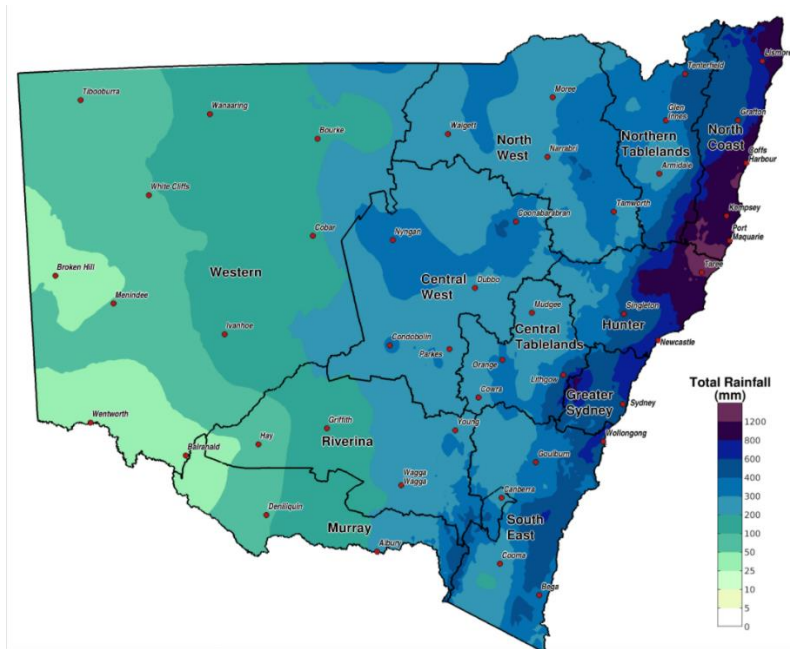 Tibooburra
Wanaaring
Bourke
Walgett
Moree
Tenterfield
Lismore
Glen
Innes
Grafton
North
West
Northern
Tablelands
North
Coast
Narrabri
Armidale
Coffs
Harbour
White Cliffs
Cobar
Nyngan
Coonabarabran
Tamworth
Kempsey
Port
Maquarie
Broken Hill
Menindee
Western
Central
West
Dubbo
Taree
Ivanhoe
Condobolin
Parkes
Mudgee
Central
Tablelands
Hunter
Singleton
Newcastle
Orange
Cowra
Lithgow
Greater
Sydney
Sydney
Wollongong
Wentworth
Balranald
Hay
Griffith
Riverina
Young
Goulburn
Wagga
Wagga
Canberra
South
East
Deniliquin
Murray
Albury
Cooma
Bega
Total Rainfall
(mm)
1200
800
600
400
300
200
100
50
25
10
5
0